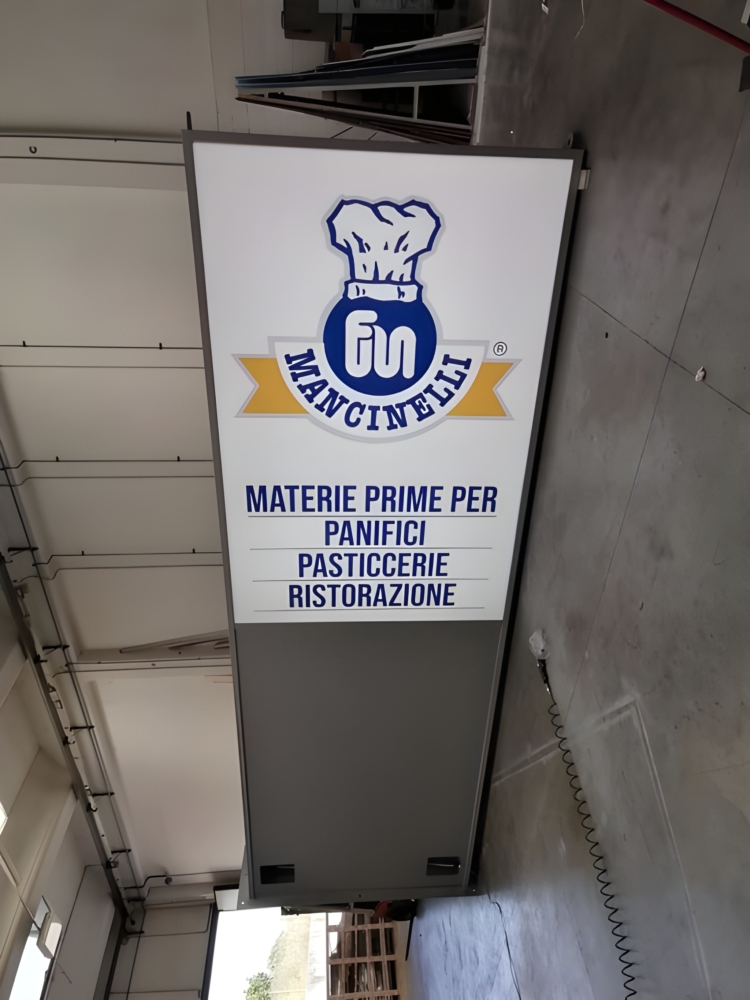 fm
MANCINELLI
®
MATERIE PRIME PER
PANIFICI
PASTICCERIE
RISTORAZIONE